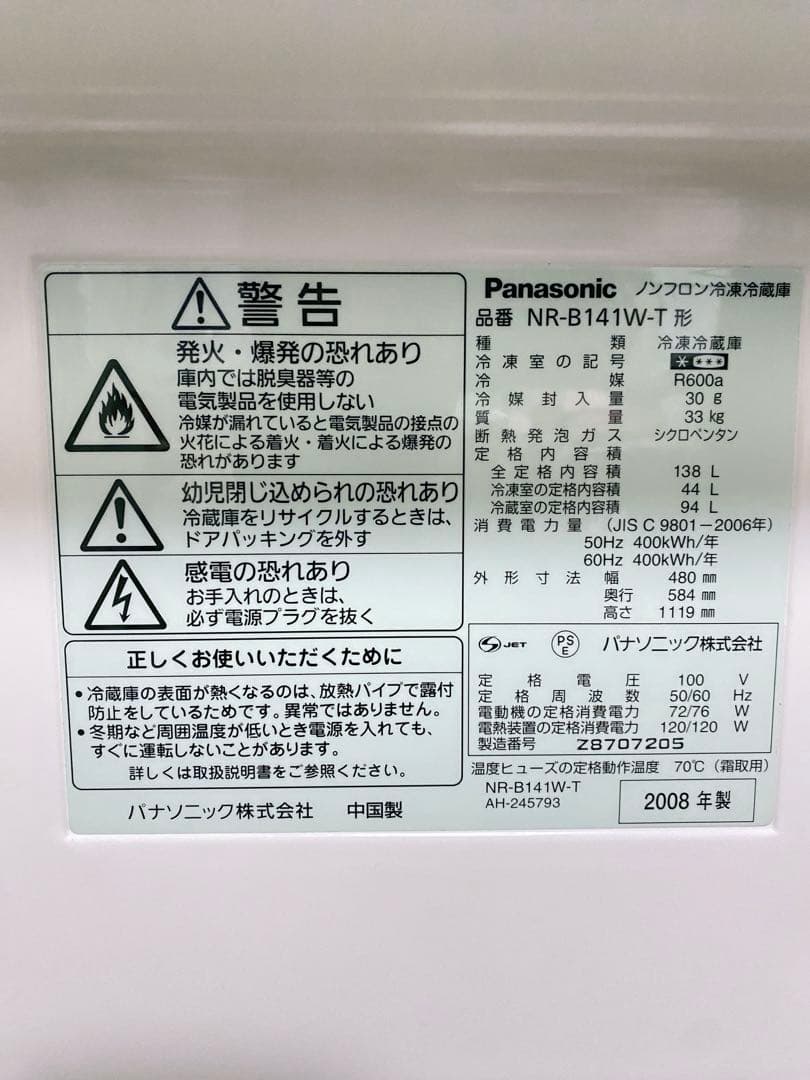 警告
発火・爆発の恐れあり
庫内では脱臭器等の
電気製品を使用しない
冷媒が漏れていると電気製品の接点の
火花による着火・着火による爆発の
恐れがあります
幼児閉じ込められの恐れあり
冷蔵庫をリサイクルするときは、
ドアパッキングを外す
感電の恐れあり
お手入れのときは、
必ず電源プラグを抜く
正しくお使いいただくために
・冷蔵庫の表面が熱くなるのは、放熱パイプで露付
防止をしているためです。異常ではありません。
・冬期など周囲温度が低いとき電源を入れても、
すぐに運転しないことがあります。
詳しくは取扱説明書をご参照ください。
パナソニック株式会社 中国製
Panasonic ノンフロン冷凍冷蔵庫
品番 NR-B141W-T 形
種類 冷凍冷蔵庫
冷凍室の記号 * ***
冷媒 R600a
冷媒封入量 30 g
質量 33 kg
断熱発泡ガス シクロペンタン
定格内容積
全定格内容積 138 L
冷凍室の定格内容積 44 L
冷蔵室の定格内容積 94 L
消費電力量 (JIS C 9801-2006年)
50Hz 400kWh/年
60Hz 400kWh/年
外形寸法 幅 480 mm
奥行 584 mm
高さ 1119 mm
S JET PS E パナソニック株式会社
定格電圧 100 V
定格周波数 50/60 Hz
電動機の定格消費電力 72/76 W
電熱装置の定格消費電力 120/120 W
製造番号 Z8707205
温度ヒューズの定格動作温度 70℃ (霜取用)
NR-B141W-T
AH-245793
2008 年製